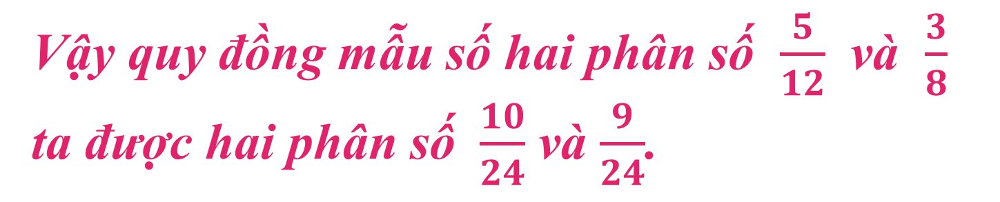 Vậy quy đồng mẫu số hai phân số 5/12 và 3/8
ta được hai phân số 10/24 và 9/24.